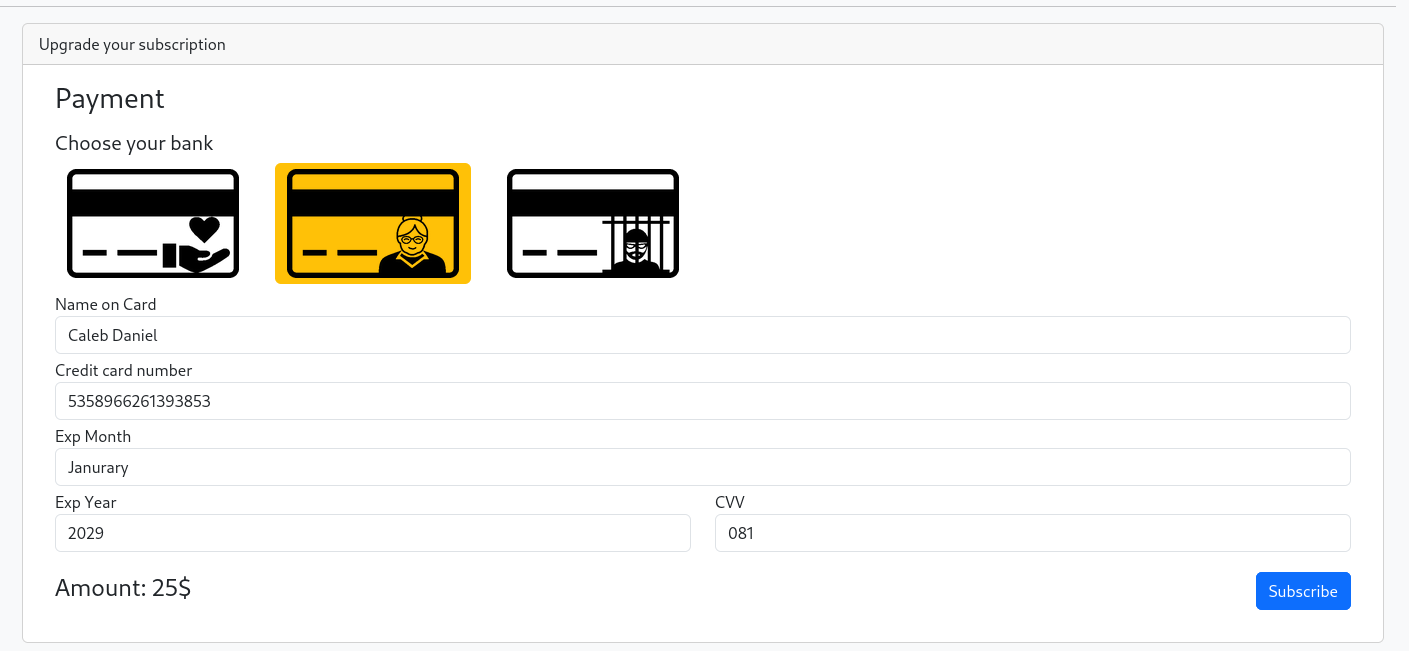 Upgrade your subscription
Payment
Choose your bank
Name on Card
Caleb Daniel
Credit card number
5358966261393853
Exp Month
Janurary
Exp Year
CVV
2029
081
Amount: 25$
Subscribe